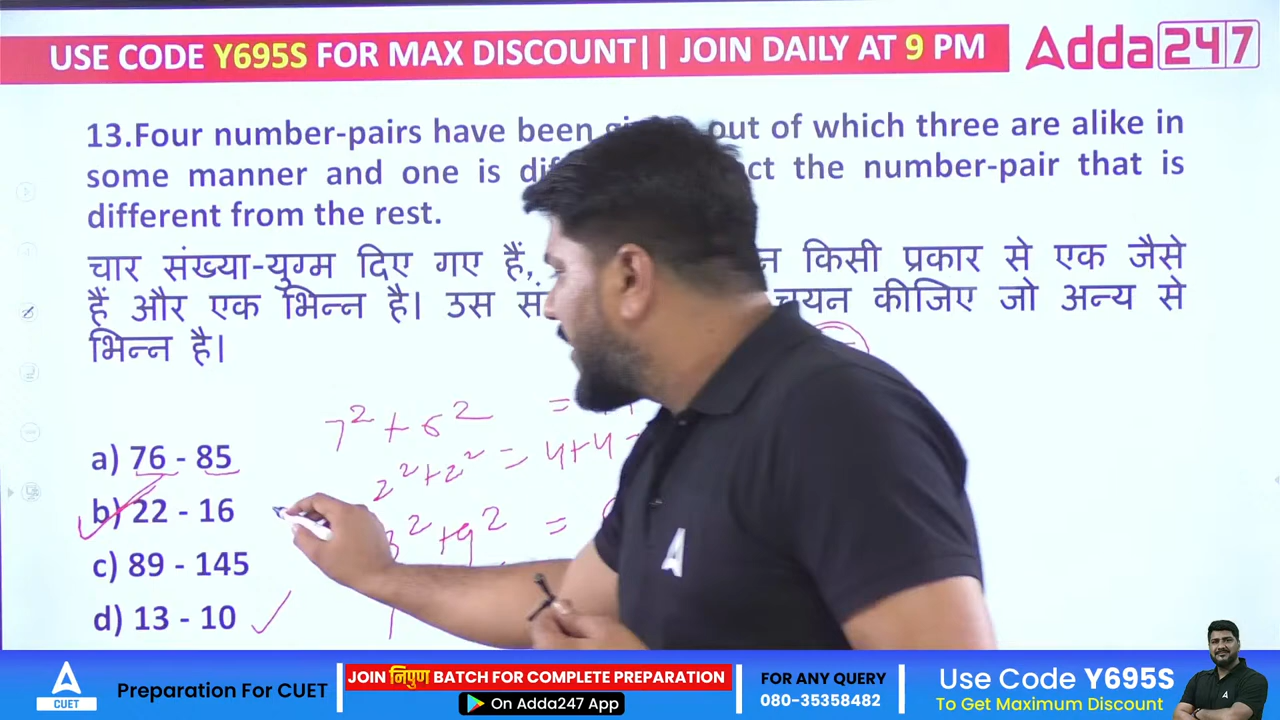 USE CODE Y695S FOR MAX DISCOUNT|| JOIN DAILY AT 9 PM
Adda247
13.Four number-pairs have been out of which three are alike in
some manner and one is the number-pair that is
different from the rest.
चार संख्या-युग्म दिए गए हैं, किसी प्रकार से एक जैसे
हैं और एक भिन्न है। उस चयन कीजिए जो अन्य से
भिन्न है।
7² + 6² =
2² + 2² = 4 + 4
a) 76 - 85
b) 22 - 16
+ 9² =
c) 89 - 145
d) 13 - 10
CUET
Preparation For CUET
JOIN निपुण BATCH FOR COMPLETE PREPARATION
On Adda247 App
FOR ANY QUERY
080-35358482
Use Code Y695S
To Get Maximum Discount